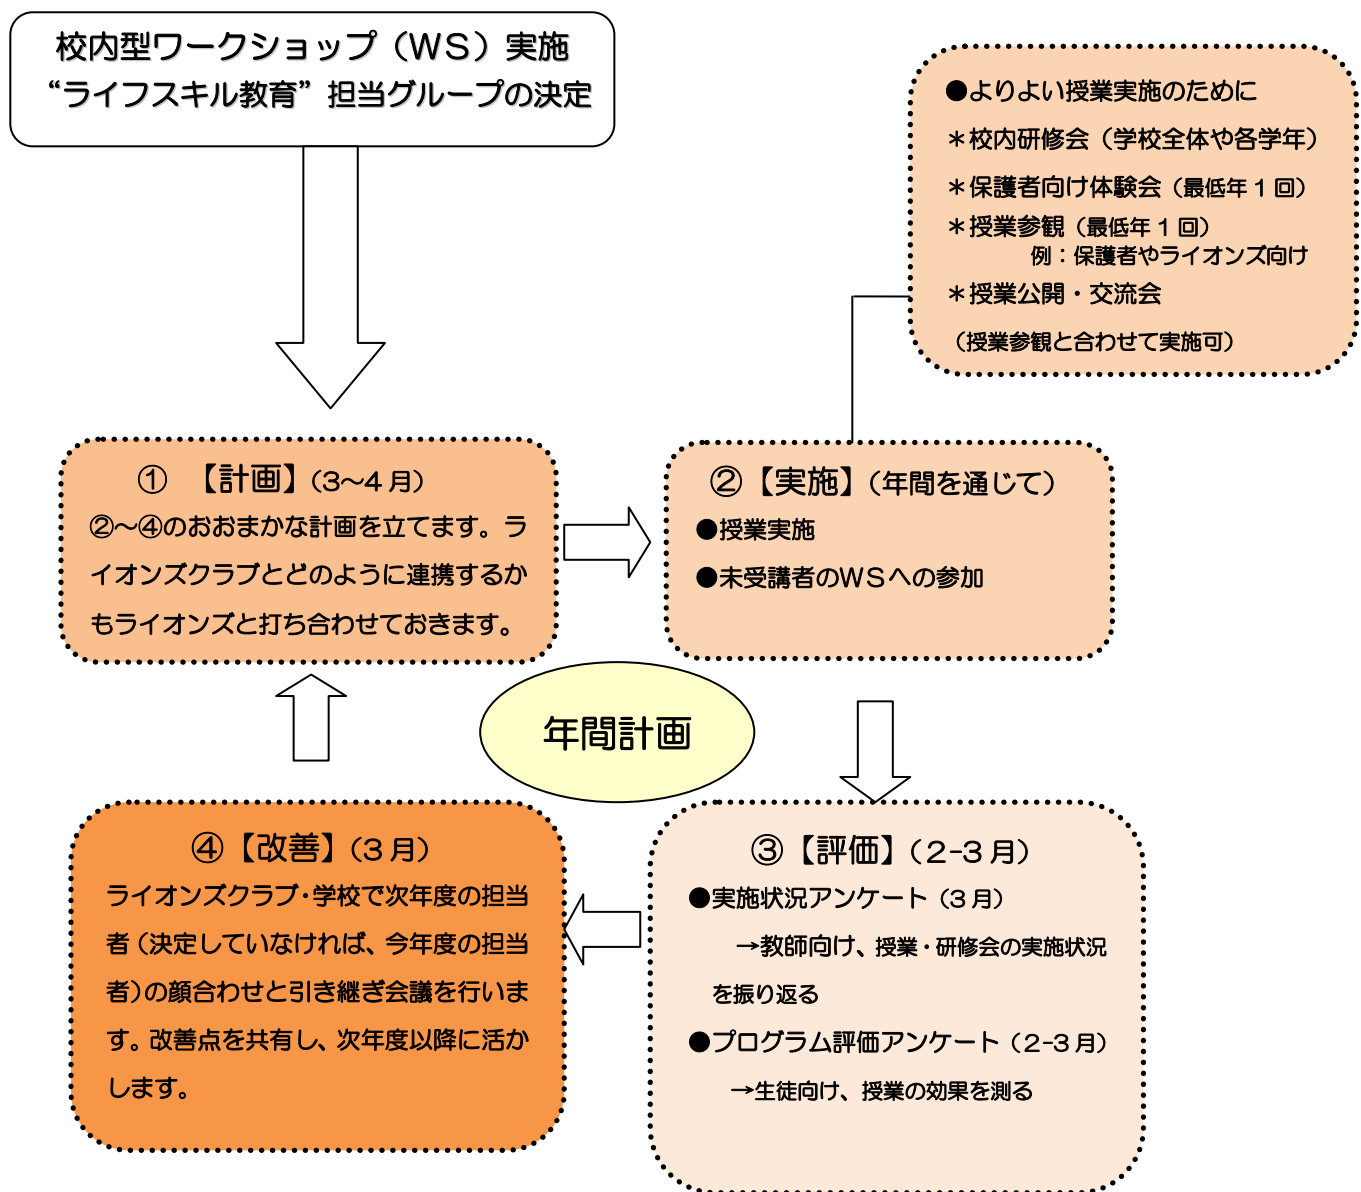 校内型ワークショップ（WS）実施
“ライフスキル教育”担当グループの決定
●よりよい授業実施のために
＊校内研修会（学校全体や各学年）
＊保護者向け体験会（最低年１回）
＊授業参観（最低年１回）
例：保護者やライオンズ向け
＊授業公開・交流会
（授業参観と合わせて実施可）
① 【計画】（3～4月）
②～④のおおまかな計画を立てます。ラ
イオンズクラブとどのように連携するか
もライオンズと打ち合わせておきます。
②【実施】（年間を通じて）
●授業実施
●未受講者のWSへの参加
年間計画
③【評価】（２-３月）
●実施状況アンケート（３月）
→教師向け、授業・研修会の実施状況
を振り返る
●プログラム評価アンケート（２-３月）
→生徒向け、授業の効果を測る
④【改善】（３月）
ライオンズクラブ・学校で次年度の担当
者（決定していなければ、今年度の担当
者）の顔合わせと引き継ぎ会議を行いま
す。改善点を共有し、次年度以降に活か
します。